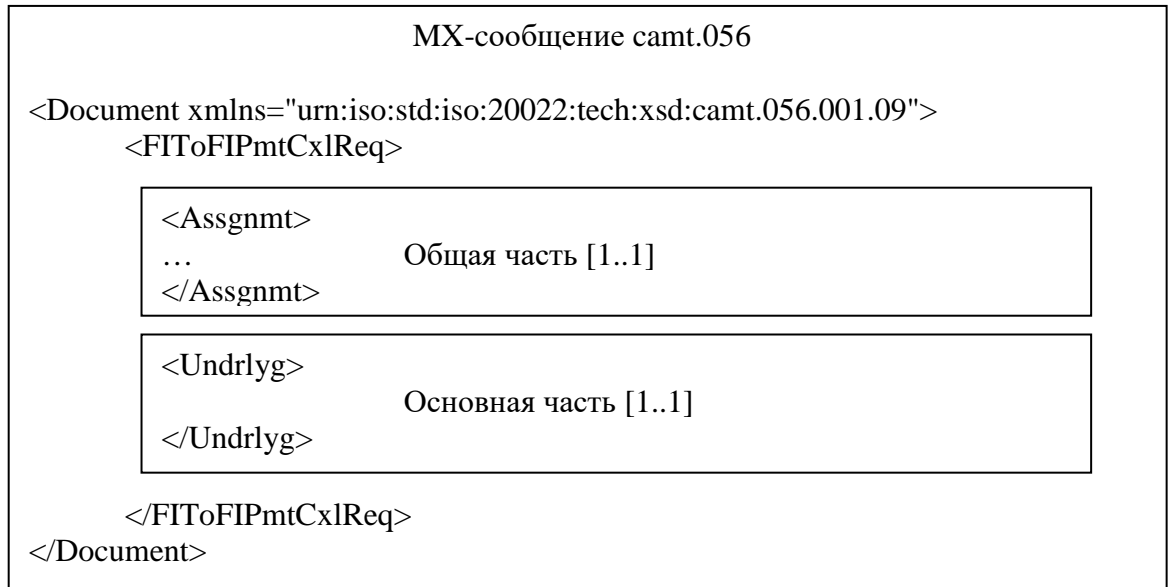 МХ-сообщение camt.056
<Document xmlns="urn:iso:std:iso:20022:tech:xsd:camt.056.001.09">
<FIToFIPmtCxlReq>
<Assgnmt>
… Общая часть [1..1]
</Assgnmt>
<Undrlyg>
Основная часть [1..1]
</Undrlyg>
</FIToFIPmtCxlReq>
</Document>